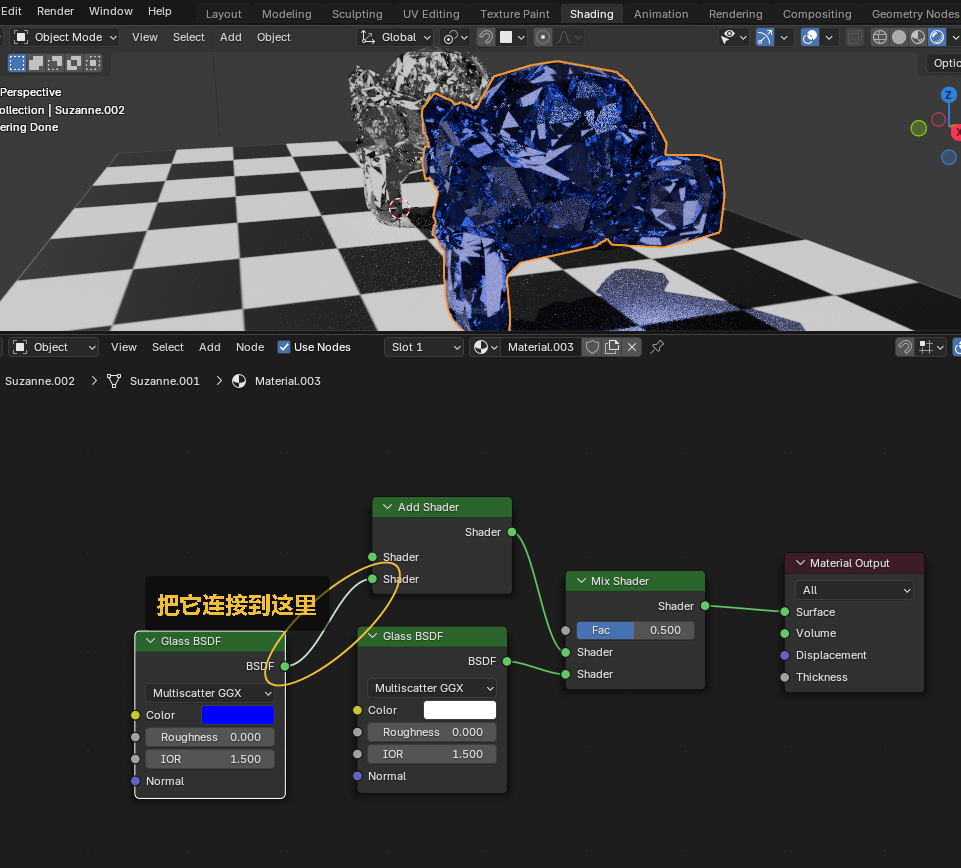 Edit Render Window Help Layout Modeling Sculpting UV Editing Texture Paint Shading Animation Rendering Compositing Geometry Nodes
Object Mode View Select Add Object Global
Perspective
ollection | Suzanne.002
ering Done
Optio
Z
X
Object View Select Add Node Use Nodes Slot 1 Material.003
Suzanne.002 > Suzanne.001 > Material.003
Add Shader
Shader
Shader
Shader
把它连接到这里
Glass BSDF
BSDF
Multiscatter GGX
Color
Roughness 0.000
IOR 1.500
Normal
Glass BSDF
BSDF
Multiscatter GGX
Color
Roughness 0.000
IOR 1.500
Normal
Mix Shader
Shader
Fac 0.500
Shader
Shader
Material Output
All
Surface
Volume
Displacement
Thickness